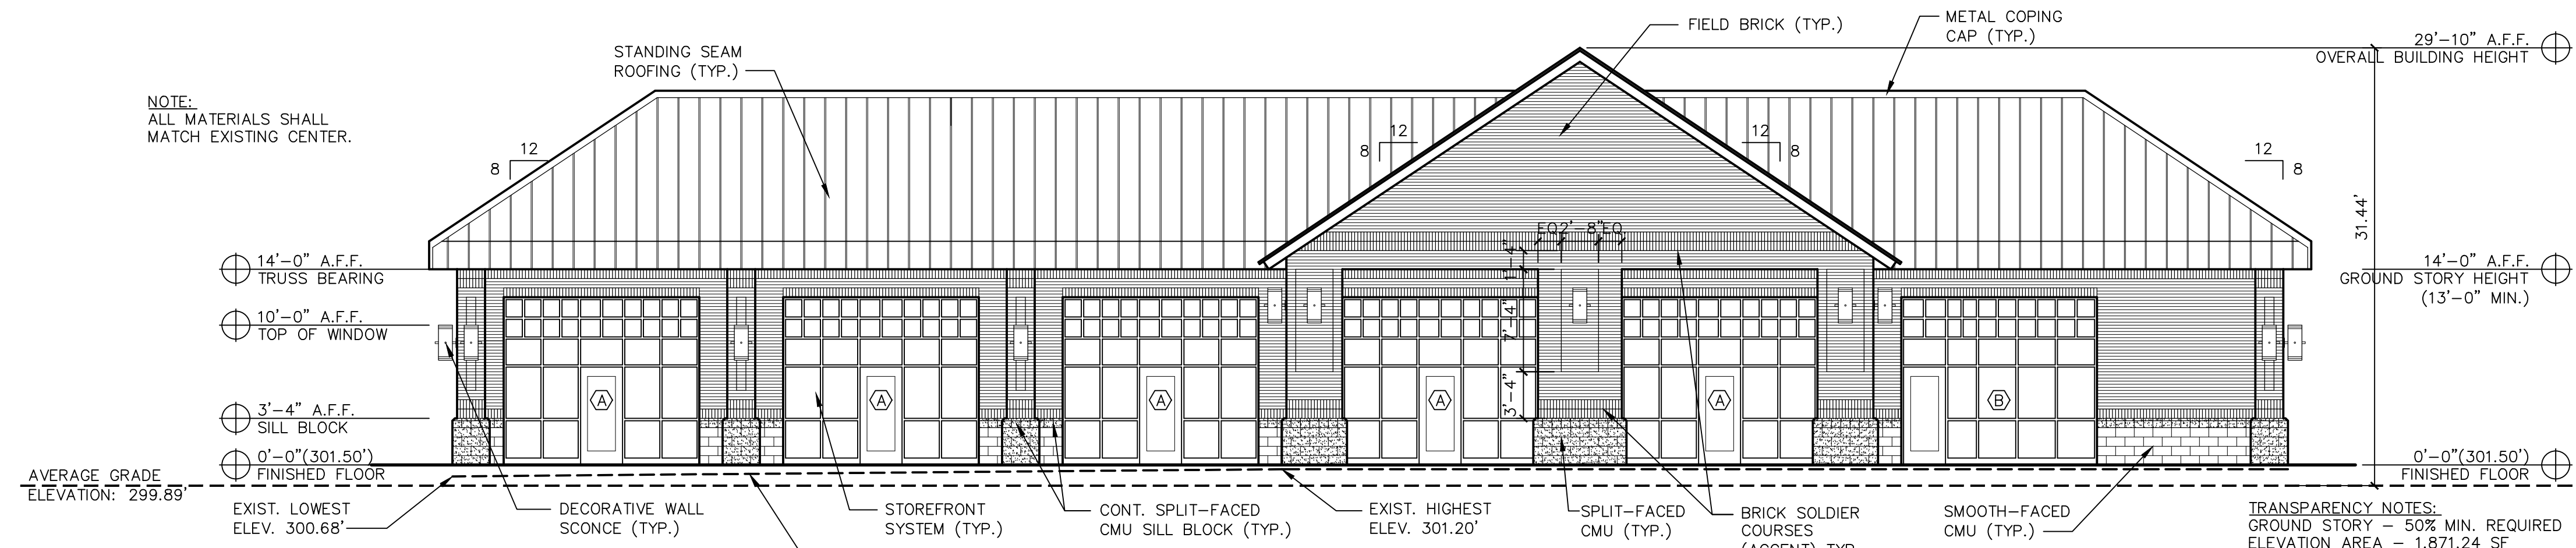 FIELD BRICK (TYP.)
METAL COPING
CAP (TYP.)
29'-10" A.F.F.
OVERALL BUILDING HEIGHT
STANDING SEAM
ROOFING (TYP.)
NOTE:
ALL MATERIALS SHALL
MATCH EXISTING CENTER.
12
8
12
8
12
8
12
8
31.44'
EQ.
2'-8"
EQ.
1'-4"
7'-4"
3'-4"
14'-0" A.F.F.
TRUSS BEARING
10'-0" A.F.F.
TOP OF WINDOW
3'-4" A.F.F.
SILL BLOCK
0'-0"(301.50')
FINISHED FLOOR
14'-0" A.F.F.
GROUND STORY HEIGHT
(13'-0" MIN.)
A
A
A
A
A
B
0'-0"(301.50')
FINISHED FLOOR
AVERAGE GRADE
ELEVATION: 299.89'
EXIST. LOWEST
ELEV. 300.68'
DECORATIVE WALL
SCONCE (TYP.)
STOREFRONT
SYSTEM (TYP.)
CONT. SPLIT-FACED
CMU SILL BLOCK (TYP.)
EXIST. HIGHEST
ELEV. 301.20'
SPLIT-FACED
CMU (TYP.)
BRICK SOLDIER
COURSES
(ACCENT) TYP.
SMOOTH-FACED
CMU (TYP.)
TRANSPARENCY NOTES:
GROUND STORY - 50% MIN. REQUIRED
ELEVATION AREA - 1,871.24 SF